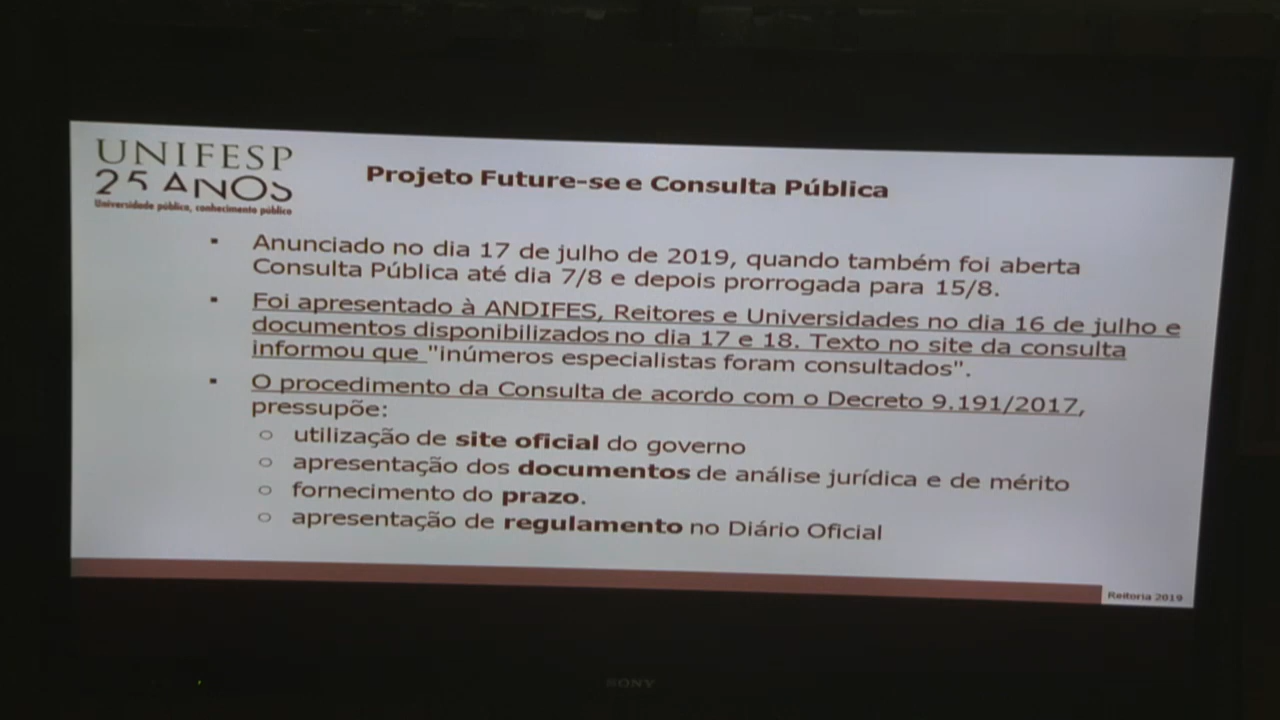 UNIFESP
25 ANOS
Universidade pública, conhecimento público
Projeto Future-se e Consulta Pública
▪ Anunciado no dia 17 de julho de 2019, quando também foi aberta
Consulta Pública até dia 7/8 e depois prorrogada para 15/8.
▪ Foi apresentado à ANDIFES, Reitores e Universidades no dia 16 de julho e
documentos disponibilizados no dia 17 e 18. Texto no site da consulta
informou que "inúmeros especialistas foram consultados".
▪ O procedimento da Consulta de acordo com o Decreto 9.191/2017,
pressupõe:
○ utilização de site oficial do governo
○ apresentação dos documentos de análise jurídica e de mérito
○ fornecimento do prazo.
○ apresentação de regulamento no Diário Oficial
Reitoria 2019
SONY